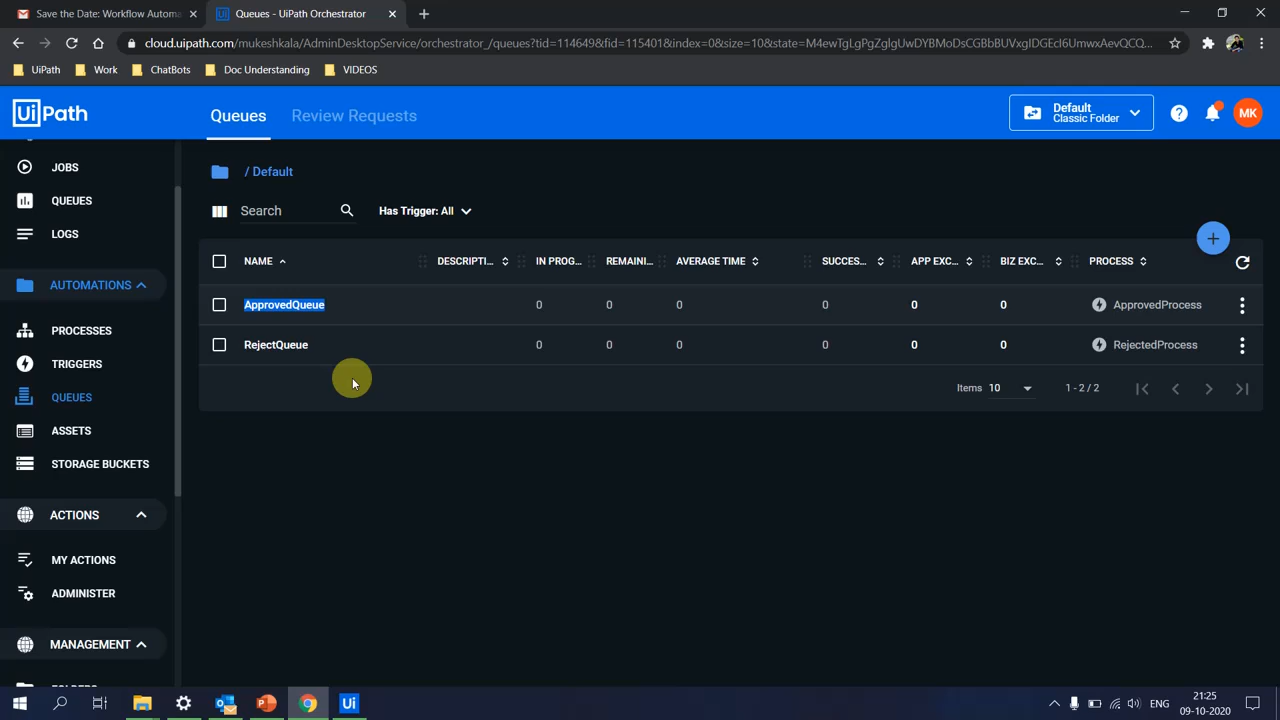 Save the Date: Workflow Automa
Queues - UiPath Orchestrator
cloud.uipath.com/mukeshkala/AdminDesktopService/orchestrator_/queues?tid=114649&fid=115401&index=0&size=10&state=
UiPath
Work
ChatBots
Doc Understanding
VIDEOS
UiPath
Queues
Review Requests
Default
Classic Folder
MK
JOBS
QUEUES
LOGS
AUTOMATIONS
PROCESSES
TRIGGERS
QUEUES
ASSETS
STORAGE BUCKETS
ACTIONS
MY ACTIONS
ADMINISTER
MANAGEMENT
/ Default
Search
Has Trigger: All
NAME DESCRIPTI... IN PROG... REMAINI... AVERAGE TIME SUCCES... APP EXC... BIZ EXC... PROCESS
ApprovedQueue 0 0 0 0 0 0 ApprovedProcess
RejectQueue 0 0 0 0 0 0 RejectedProcess
Items 10 1 - 2 / 2
ENG
21:25
09-10-2020